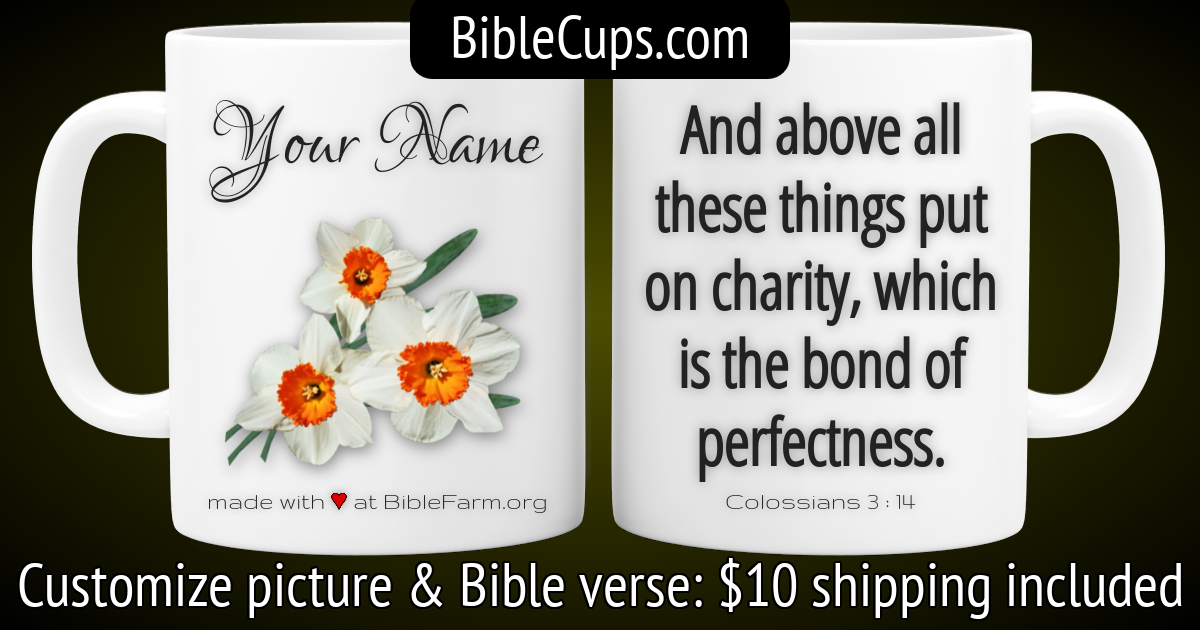 BibleCups.com
Your Name
made with ♥ at BibleFarm.org
And above all
these things put
on charity, which
is the bond of
perfectness.
Colossians 3 : 14
Customize picture & Bible verse: $10 shipping included